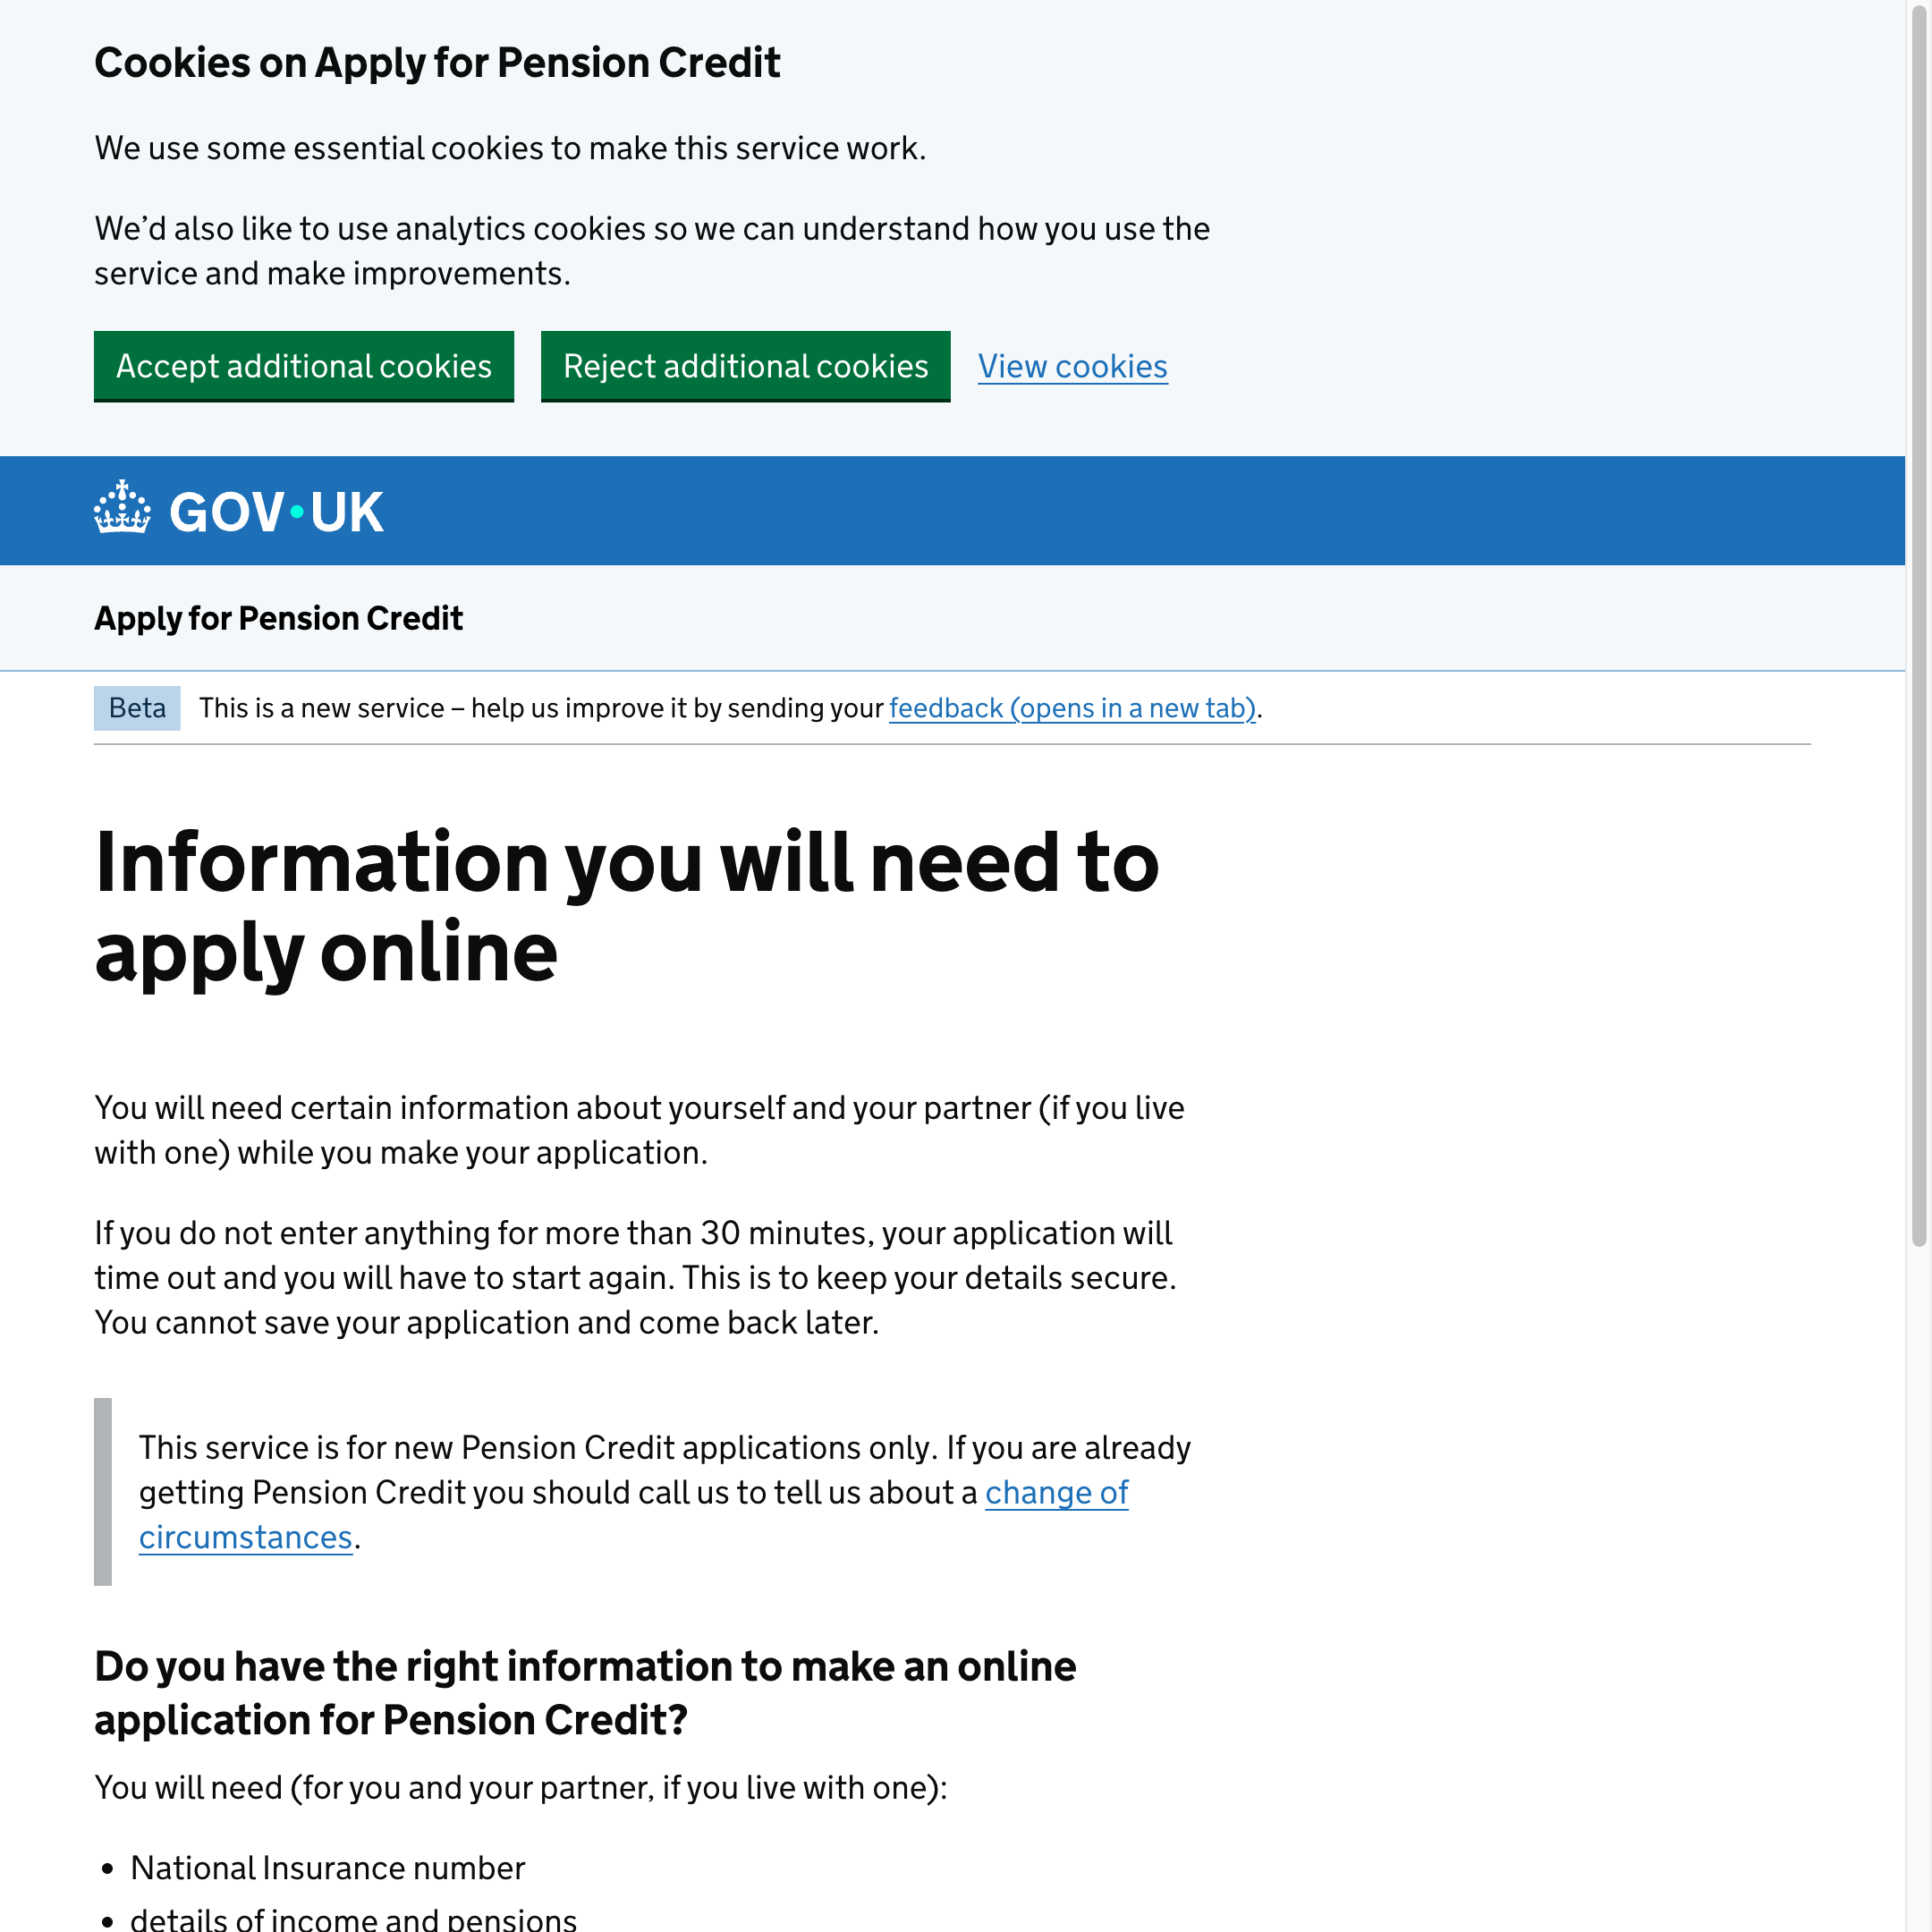 Cookies on Apply for Pension Credit
We use some essential cookies to make this service work.
We’d also like to use analytics cookies so we can understand how you use the
service and make improvements.
Accept additional cookies Reject additional cookies View cookies
GOV·UK
Apply for Pension Credit
Beta This is a new service – help us improve it by sending your feedback (opens in a new tab).
Information you will need to
apply online
You will need certain information about yourself and your partner (if you live
with one) while you make your application.
If you do not enter anything for more than 30 minutes, your application will
time out and you will have to start again. This is to keep your details secure.
You cannot save your application and come back later.
This service is for new Pension Credit applications only. If you are already
getting Pension Credit you should call us to tell us about a change of
circumstances.
Do you have the right information to make an online
application for Pension Credit?
You will need (for you and your partner, if you live with one):
• National Insurance number
• details of income and pensions